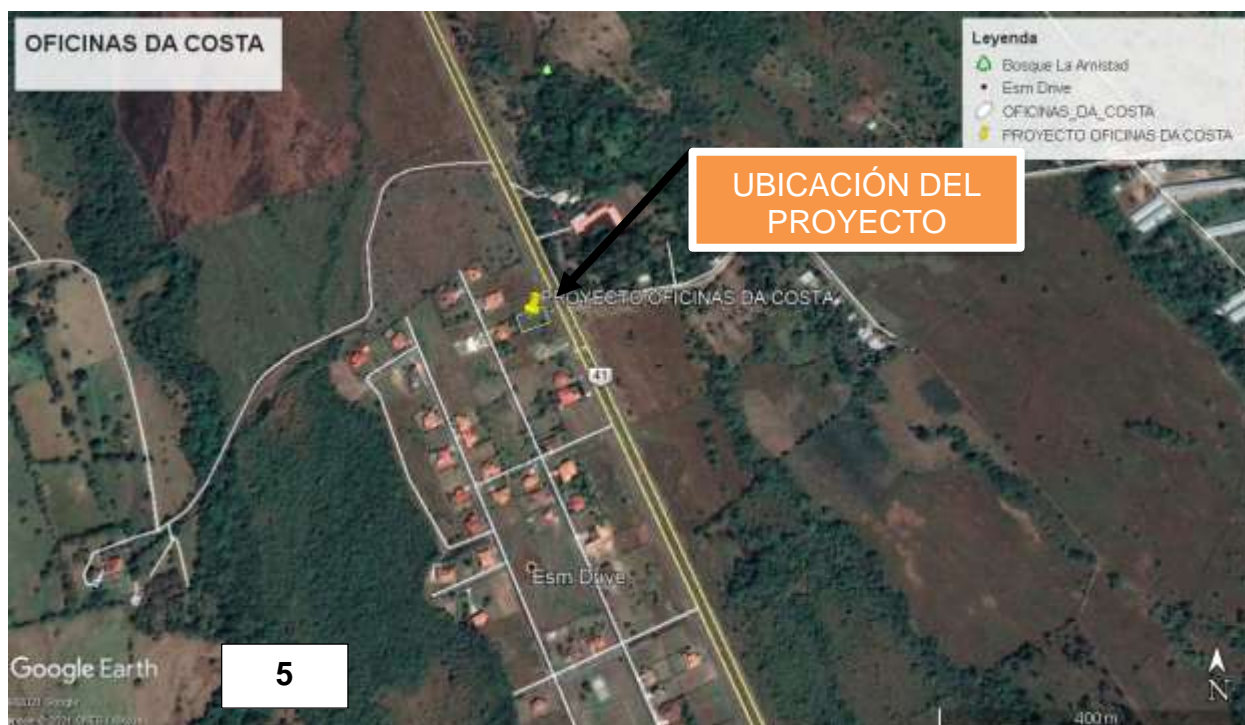 OFICINAS DA COSTA
Leyenda
Bosque La Amistad
Esm Drive
OFICINAS_DA_COSTA
PROYECTO OFICINAS DA COSTA
UBICACIÓN DEL
PROYECTO
PROYECTO OFICINAS DA COSTA
41
Esm Drive
Google Earth
5
N
400 m